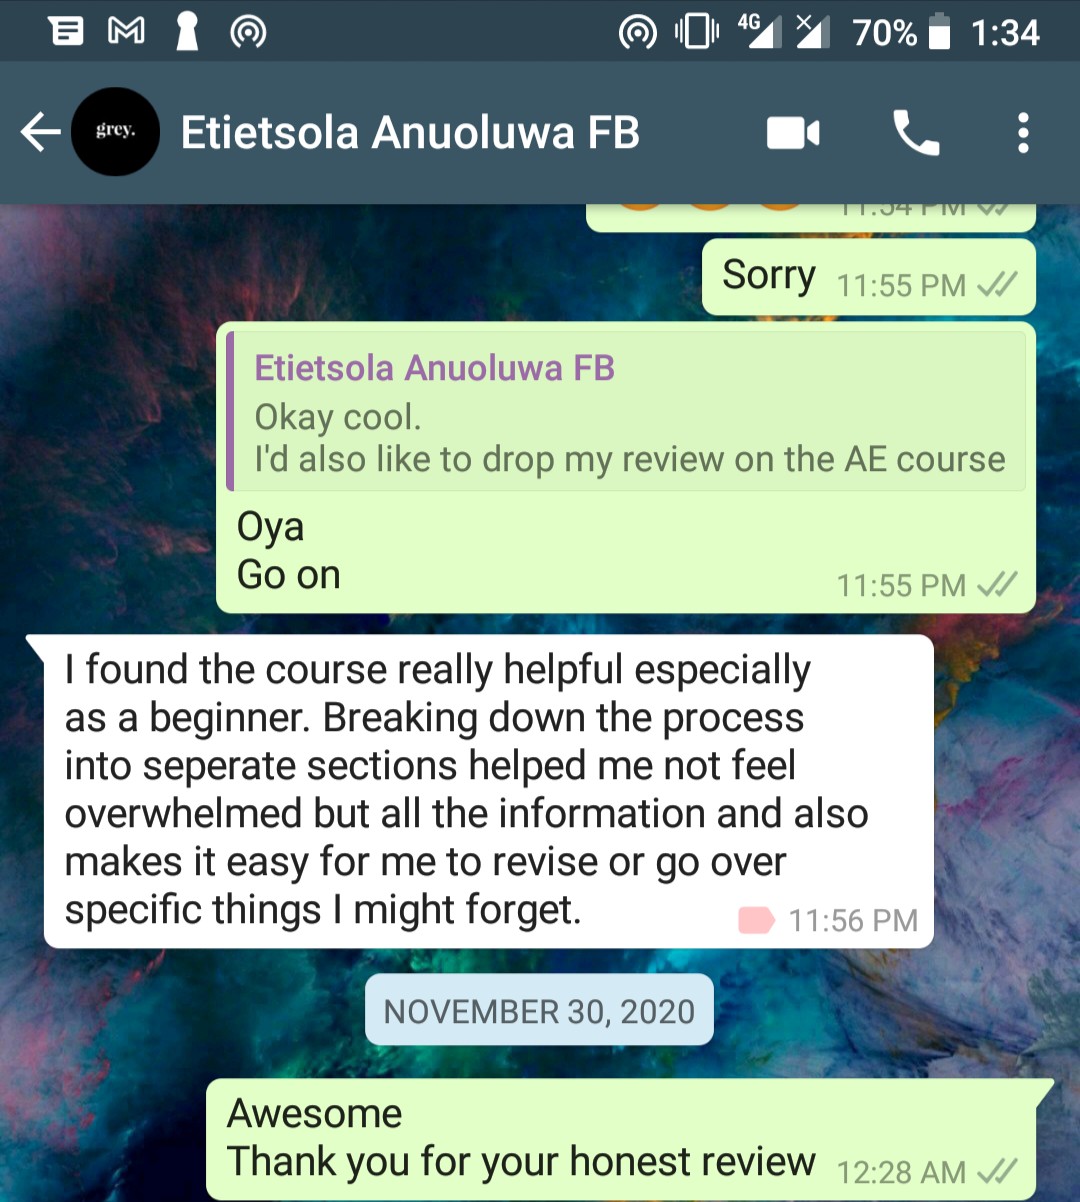 4G 70% 1:34
grey. Etietsola Anuoluwa FB
11:54 PM
Sorry 11:55 PM
Etietsola Anuoluwa FB
Okay cool.
I'd also like to drop my review on the AE course
Oya
Go on 11:55 PM
I found the course really helpful especially
as a beginner. Breaking down the process
into seperate sections helped me not feel
overwhelmed but all the information and also
makes it easy for me to revise or go over
specific things I might forget. 11:56 PM
NOVEMBER 30, 2020
Awesome
Thank you for your honest review 12:28 AM